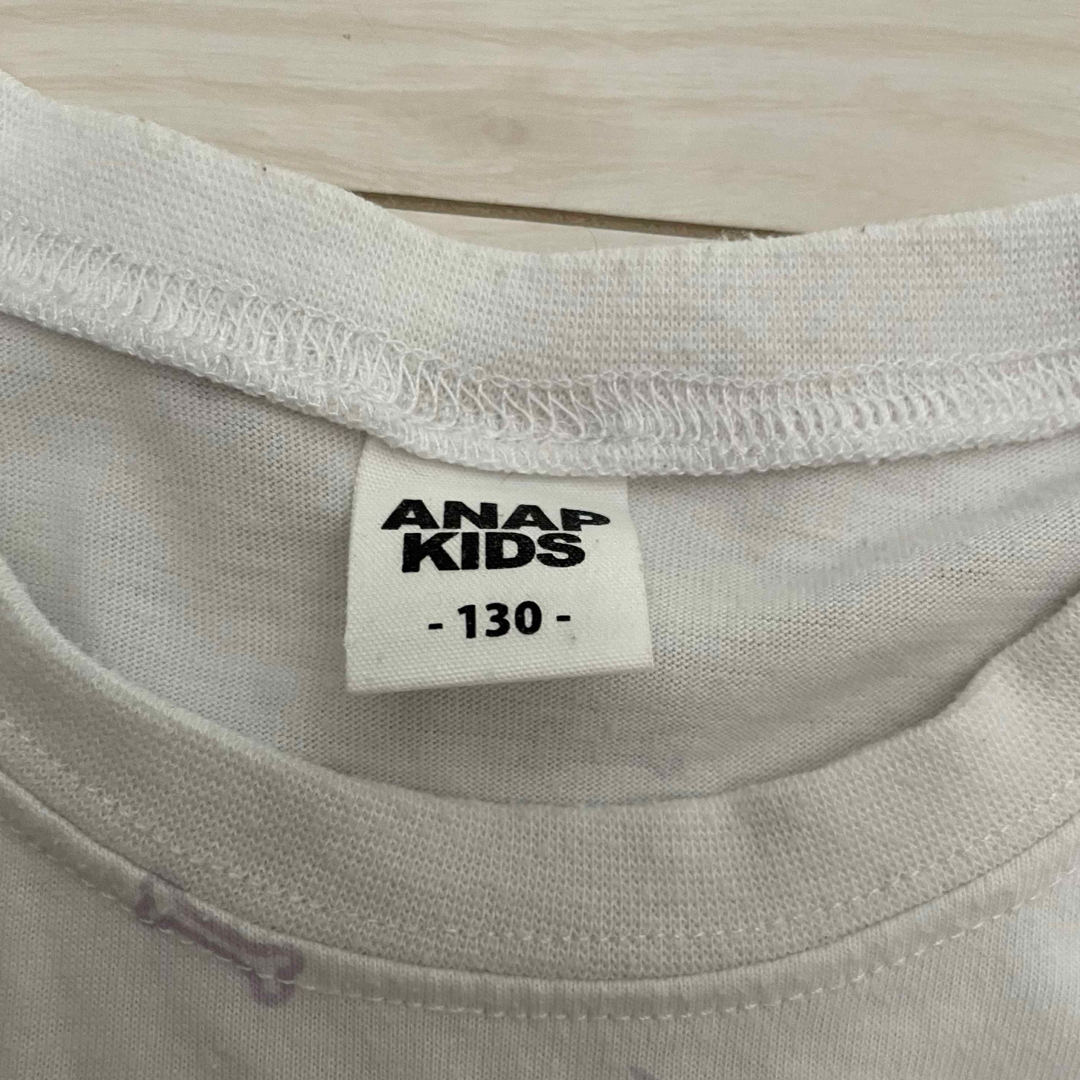 ANAP
KIDS
- 130 -